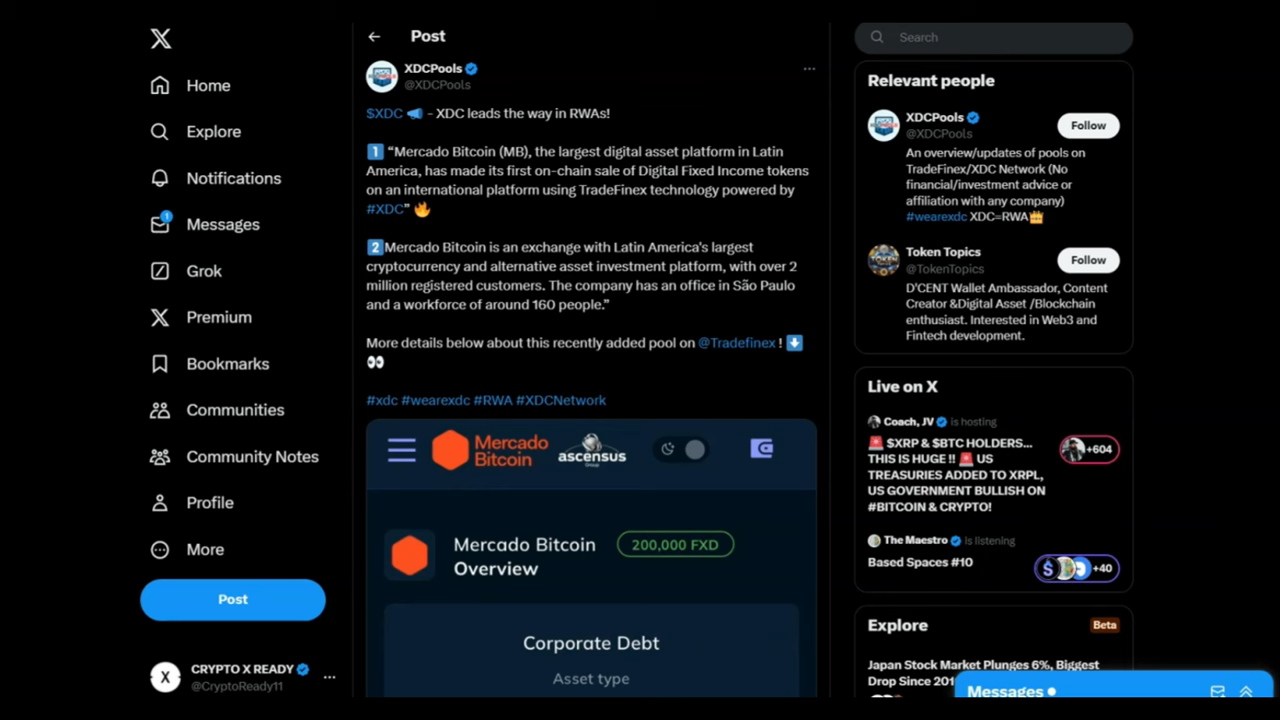 Home
Explore
Notifications
1
Messages
Grok
Premium
Bookmarks
Communities
Community Notes
Profile
More
Post
CRYPTO X READY
@CryptoReady11
X
Post
XDCPools
@XDCPools
$XDC 📣 - XDC leads the way in RWAs!
1️⃣ “Mercado Bitcoin (MB), the largest digital asset platform in Latin
America, has made its first on-chain sale of Digital Fixed Income tokens
on an international platform using TradeFinex technology powered by
#XDC” 🔥
2️⃣Mercado Bitcoin is an exchange with Latin America's largest
cryptocurrency and alternative asset investment platform, with over 2
million registered customers. The company has an office in São Paulo
and a workforce of around 160 people.”
More details below about this recently added pool on @Tradefinex ! ⬇️
👀
#xdc #wearexdc #RWA #XDCNetwork
Mercado
Bitcoin
ascensus
Group
Mercado Bitcoin
Overview
200,000 FXD
Corporate Debt
Asset type
Search
Relevant people
XDCPools
@XDCPools
Follow
An overview/updates of pools on
TradeFinex/XDC Network (No
financial/investment advice or
affiliation with any company)
#wearexdc XDC=RWA👑
Token Topics
@TokenTopics
Follow
D'CENT Wallet Ambassador, Content
Creator &Digital Asset /Blockchain
enthusiast. Interested in Web3 and
Fintech development.
Live on X
Coach, JV is hosting
🚨 $XRP & $BTC HOLDERS...
THIS IS HUGE !! 🚨 US
TREASURIES ADDED TO XRPL,
US GOVERNMENT BULLISH ON
#BITCOIN & CRYPTO!
+604
The Maestro is listening
Based Spaces #10
+40
Explore
Beta
Japan Stock Market Plunges 6%, Biggest
Drop Since
Messages